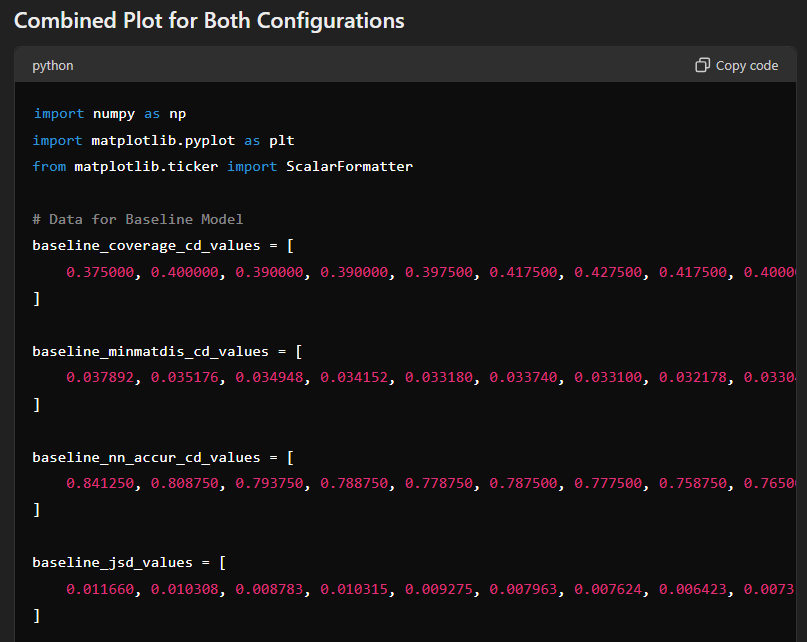 Combined Plot for Both Configurations
python
Copy code
import numpy as np
import matplotlib.pyplot as plt
from matplotlib.ticker import ScalarFormatter
# Data for Baseline Model
baseline_coverage_cd_values = [
0.375000, 0.400000, 0.390000, 0.390000, 0.397500, 0.417500, 0.427500, 0.417500, 0.4000
]
baseline_minmatdis_cd_values = [
0.037892, 0.035176, 0.034948, 0.034152, 0.033180, 0.033740, 0.033100, 0.032178, 0.0330
]
baseline_nn_accur_cd_values = [
0.841250, 0.808750, 0.793750, 0.788750, 0.778750, 0.787500, 0.777500, 0.758750, 0.7650
]
baseline_jsd_values = [
0.011660, 0.010308, 0.008783, 0.010315, 0.009275, 0.007963, 0.007624, 0.006423, 0.0073
]